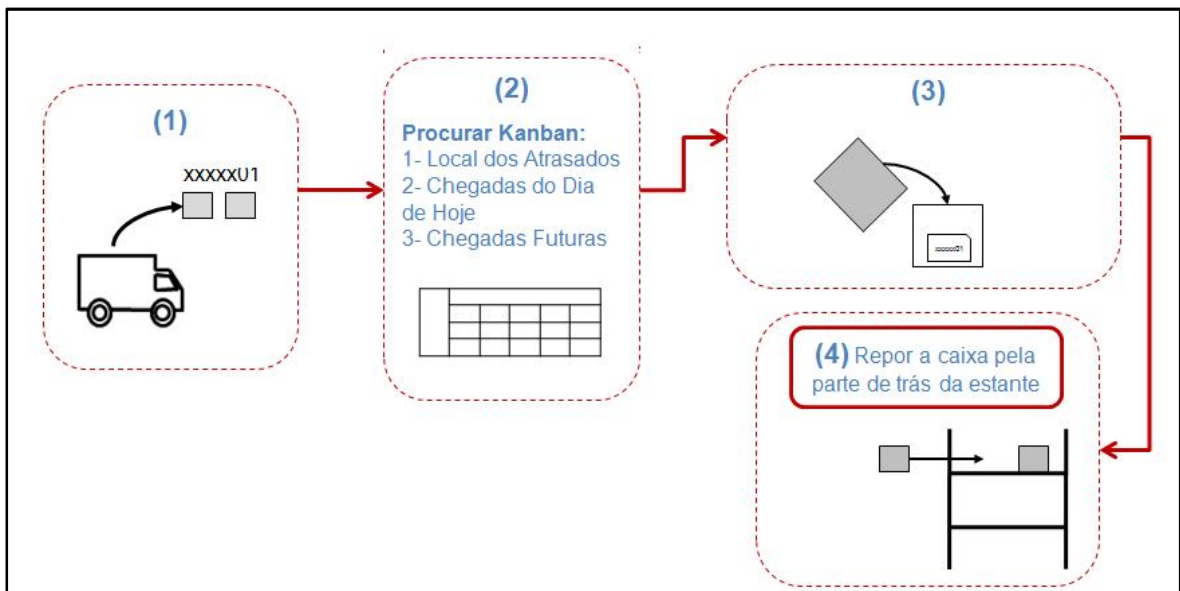 (1)
xxxxxU1
(2)
Procurar Kanban:
1- Local dos Atrasados
2- Chegadas do Dia
de Hoje
3- Chegadas Futuras
(3)
xxxxxxU1
(4) Repor a caixa pela
parte de trás da estante